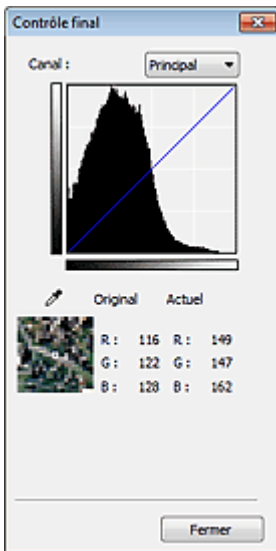 Contrôle final
Canal : Principal
Original Actuel
R : 116 R : 149
G : 122 G : 147
B : 128 B : 162
Fermer